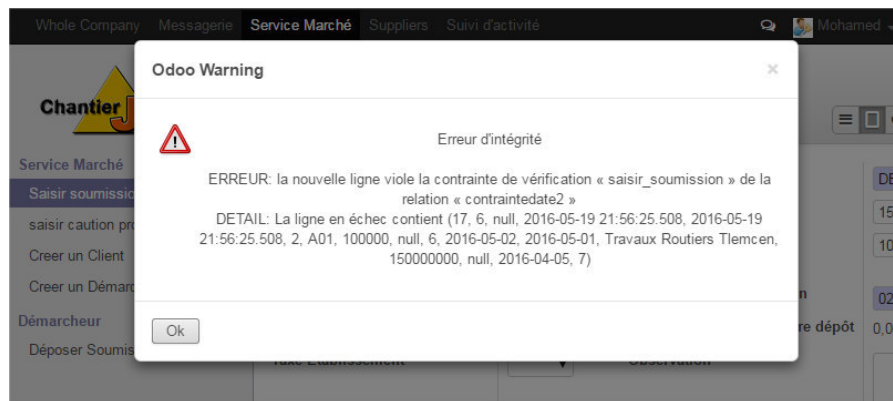 Whole Company Messagerie Service Marché Suppliers Suivi d'activité Mohamed
Odoo Warning ×
Chantier
Erreur d'intégrité
Service Marché
ERREUR: la nouvelle ligne viole la contrainte de vérification « saisir_soumission » de la
relation « contraintedate2 »
Saisir soumissio
DETAIL: La ligne en échec contient (17, 6, null, 2016-05-19 21:56:25.508, 2016-05-19
21:56:25.508, 2, A01, 100000, null, 6, 2016-05-02, 2016-05-01, Travaux Routiers Tlemcen,
150000000, null, 2016-04-05, 7)
saisir caution pr
Creer un Client
Creer un Démarc
Démarcheur
Déposer Soumis
Ok
DE
15
10
n 02
re dépôt 0,0
Taxe Etablissement Observation